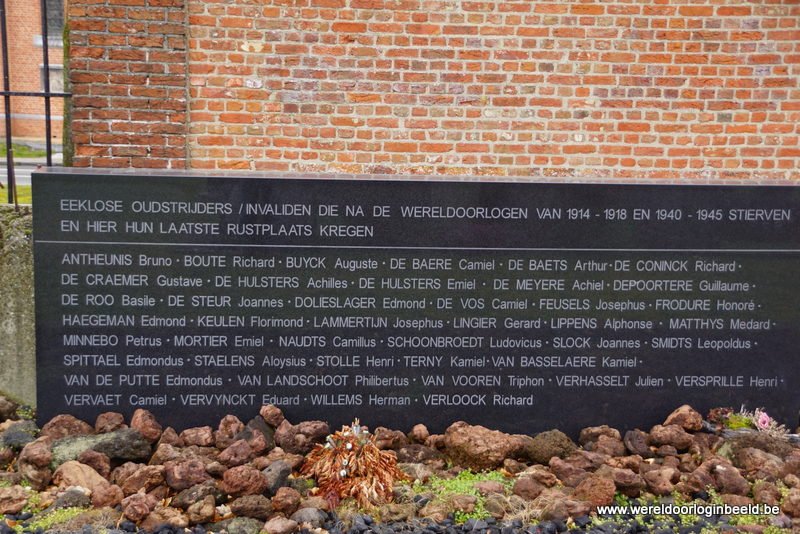 EEKLOSE OUDSTRIJDERS / INVALIDEN DIE NA DE WERELDOORLOGEN VAN 1914 - 1918 EN 1940 - 1945 STIERVEN
EN HIER HUN LAATSTE RUSTPLAATS KREGEN
ANTHEUNIS Bruno · BOUTE Richard · BUYCK Auguste · DE BAERE Camiel · DE BAETS Arthur · DE CONINCK Richard ·
DE CRAEMER Gustave · DE HULSTERS Achilles · DE HULSTERS Emiel · DE MEYERE Achiel · DEPOORTERE Guillaume ·
DE ROO Basile · DE STEUR Joannes · DOLIESLAGER Edmond · DE VOS Camiel · FEUSELS Josephus · FRODURE Honoré ·
HAEGEMAN Edmond · KEULEN Florimond · LAMMERTIJN Josephus · LINGIER Gerard · LIPPENS Alphonse · MATTHYS Medard ·
MINNEBO Petrus · MORTIER Emiel · NAUDTS Camillus · SCHOONBROEDT Ludovicus · SLOCK Joannes · SMIDTS Leopoldus ·
SPITTAEL Edmondus · STAELENS Aloysius · STOLLE Henri · TERNY Kamiel · VAN BASSELAERE Kamiel ·
VAN DE PUTTE Edmondus · VAN LANDSCHOOT Philibertus · VAN VOOREN Triphon · VERHASSELT Julien · VERSPRILLE Henri ·
VERVAET Camiel · VERVYNCKT Eduard · WILLEMS Herman · VERLOOCK Richard
www.wereldoorloginbeeld.be